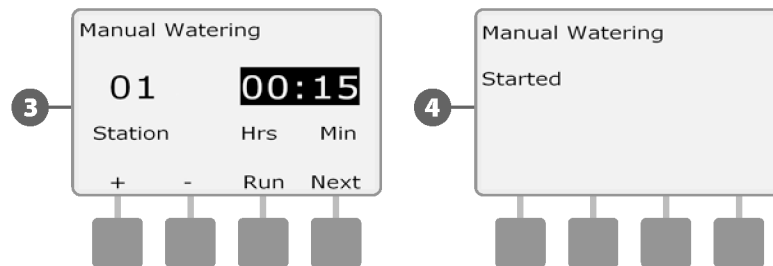 Manual Watering
01 00:15
Station Hrs Min
+ - Run Next
3
Manual Watering
Started
4